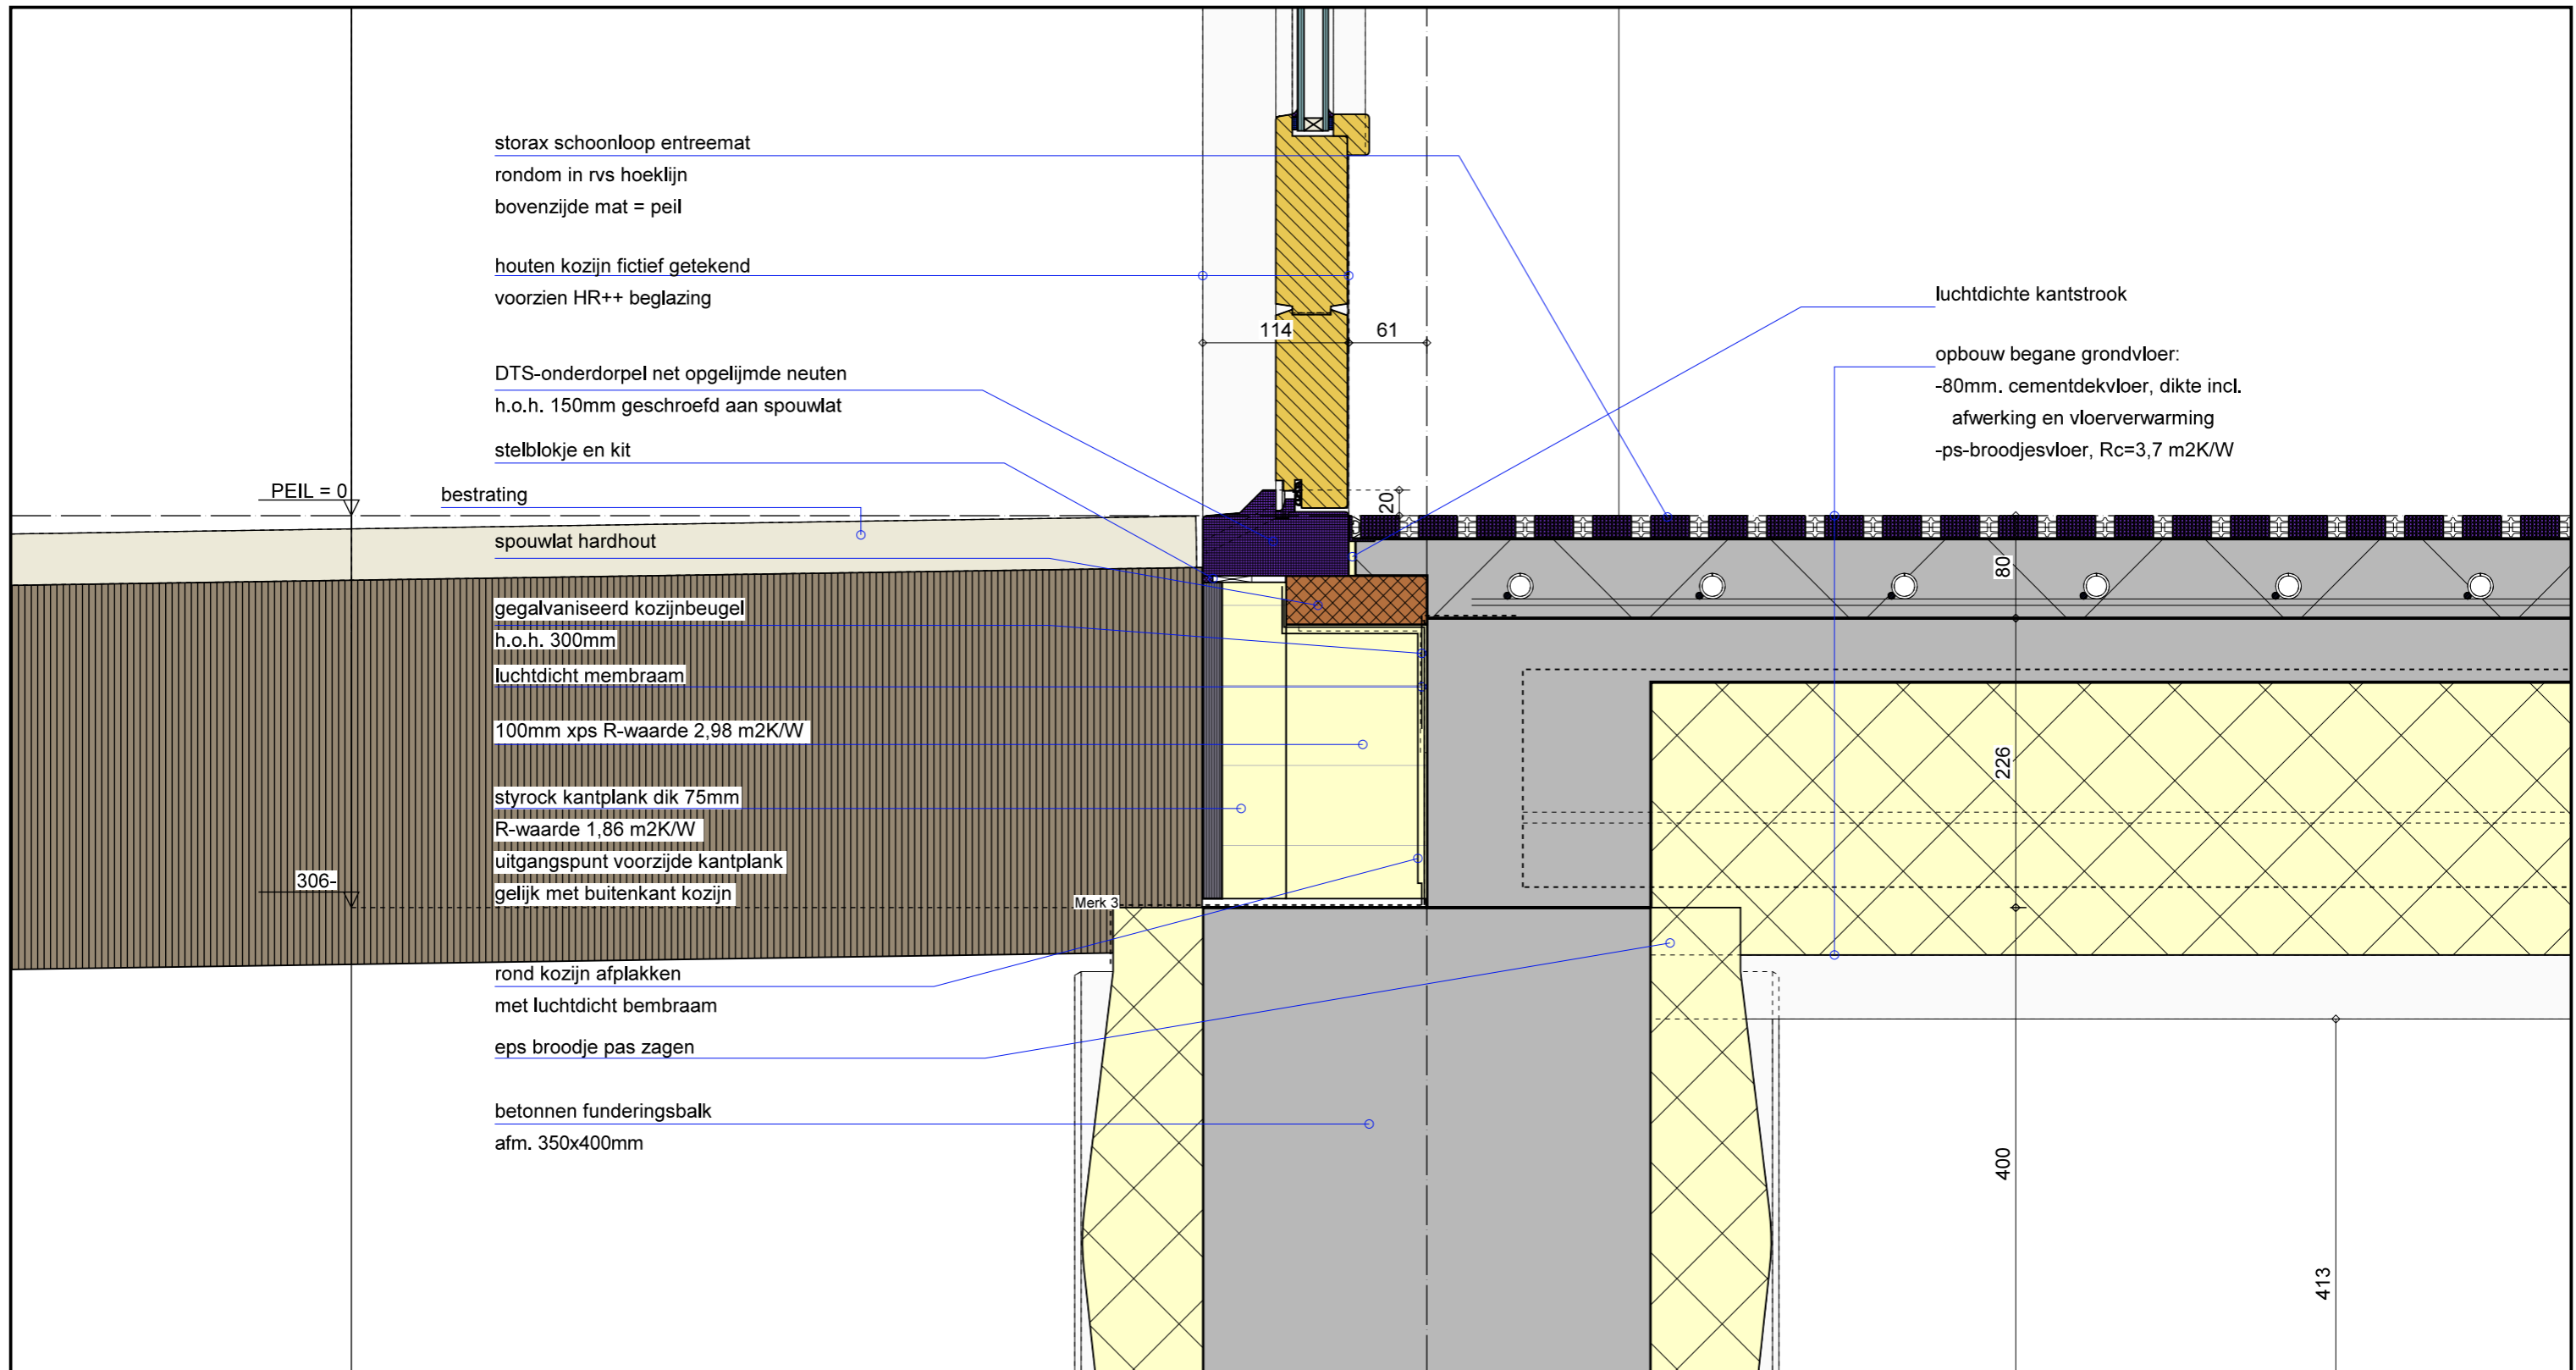 storax schoonloop entreemat
rondom in rvs hoeklijn
bovenzijde mat = peil
houten kozijn fictief getekend
voorzien HR++ beglazing
114
61
DTS-onderdorpel net opgelijmde neuten
h.o.h. 150mm geschroefd aan spouwlat
stelblokje en kit
PEIL = 0
bestrating
20
spouwlat hardhout
gegalvaniseerd kozijnbeugel
h.o.h. 300mm
luchtdicht membraam
100mm xps R-waarde 2,98 m2K/W
styrock kantplank dik 75mm
R-waarde 1,86 m2K/W
uitgangspunt voorzijde kantplank
gelijk met buitenkant kozijn
306-
Merk 3
rond kozijn afplakken
met luchtdicht bembraam
eps broodje pas zagen
betonnen funderingsbalk
afm. 350x400mm
luchtdichte kantstrook
opbouw begane grondvloer:
-80mm. cementdekvloer, dikte incl.
afwerking en vloerverwarming
-ps-broodjesvloer, Rc=3,7 m2K/W
80
226
400
413